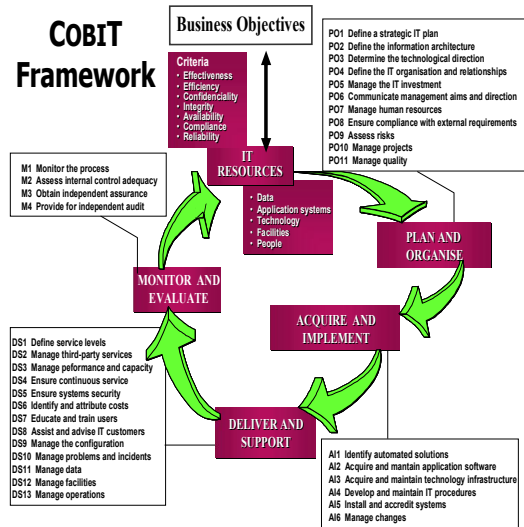 COBIT
Framework
Business Objectives
Criteria
• Effectiveness
• Efficiency
• Confidenciality
• Integrity
• Availability
• Compliance
• Reliability
PO1 Define a strategic IT plan
PO2 Define the information architecture
PO3 Determine the technological direction
PO4 Define the IT organisation and relationships
PO5 Manage the IT investment
PO6 Communicate management aims and direction
PO7 Manage human resources
PO8 Ensure compliance with external requirements
PO9 Assess risks
PO10 Manage projects
PO11 Manage quality
IT
RESOURCES
• Data
• Application systems
• Technology
• Facilities
• People
M1 Monitor the process
M2 Assess internal control adequacy
M3 Obtain independent assurance
M4 Provide for independent audit
PLAN AND
ORGANISE
MONITOR AND
EVALUATE
ACQUIRE AND
IMPLEMENT
DS1 Define service levels
DS2 Manage third-party services
DS3 Manage peformance and capacity
DS4 Ensure continuous service
DS5 Ensure systems security
DS6 Identify and attribute costs
DS7 Educate and train users
DS8 Assist and advise IT customers
DS9 Manage the configuration
DS10 Manage problems and incidents
DS11 Manage data
DS12 Manage facilities
DS13 Manage operations
DELIVER AND
SUPPORT
AI1 Identify automated solutions
AI2 Acquire and mantain application software
AI3 Acquire and maintain technology infrastructure
AI4 Develop and maintain IT procedures
AI5 Install and accredit systems
AI6 Manage changes